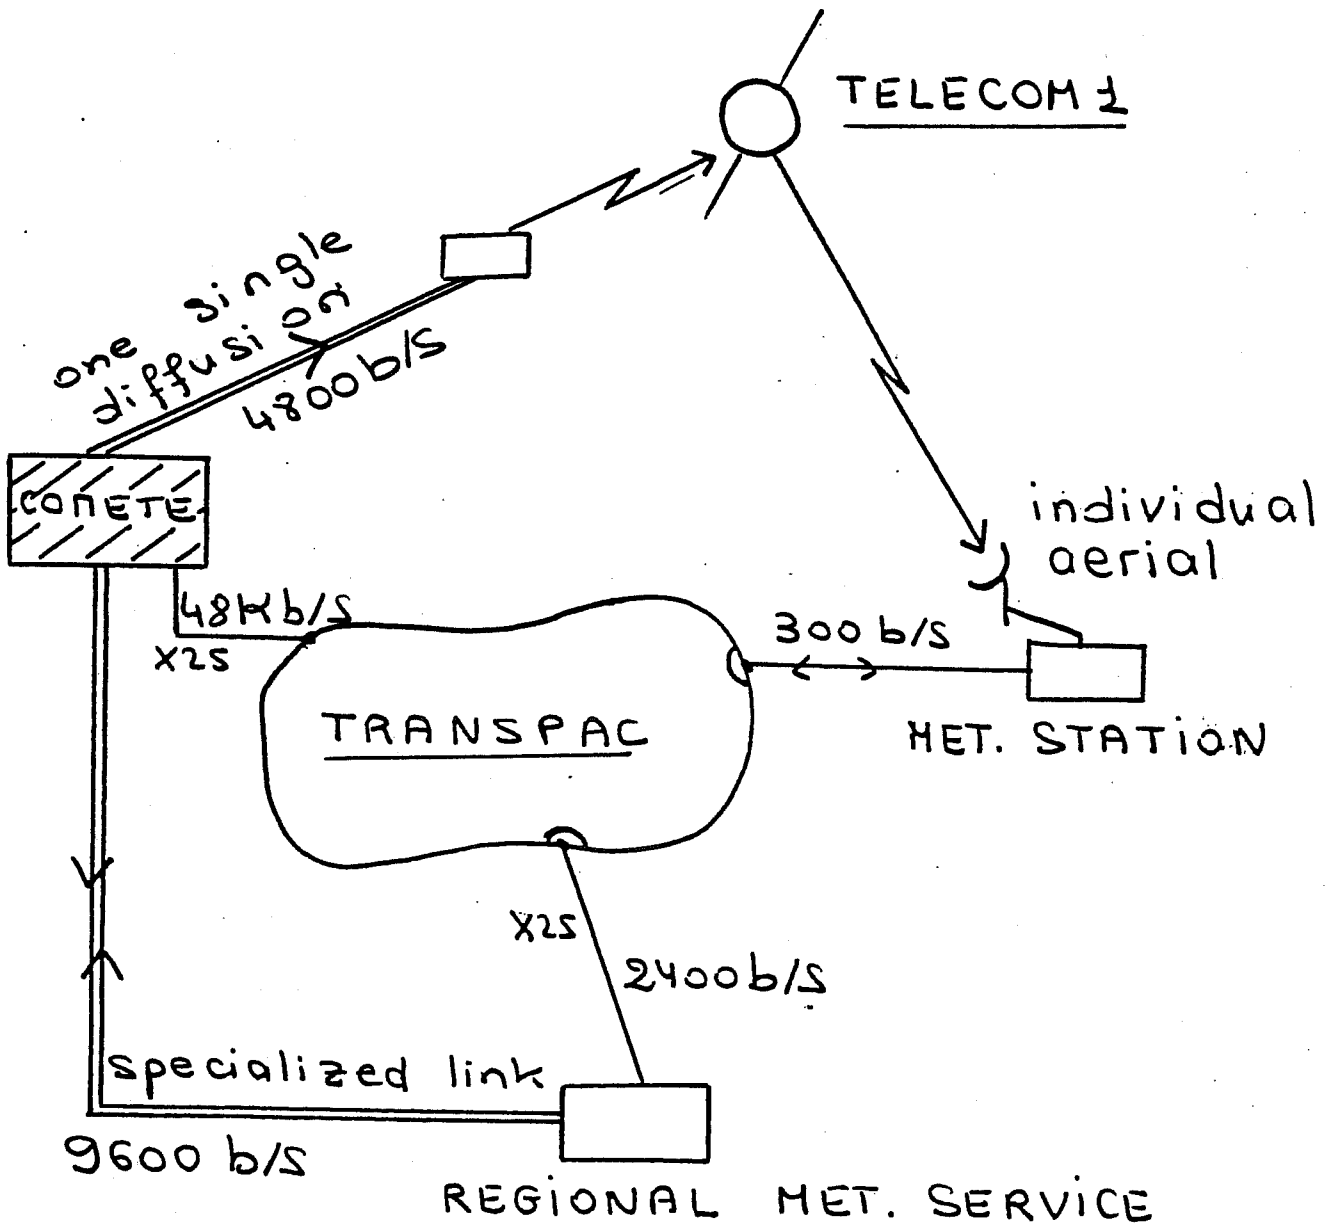 TELECOM 1
one single
diffusion
4800 b/s
COMETE
individual
aerial
48K b/s
X25
300 b/s
TRANSPAC
MET. STATION
X25
2400 b/s
specialized link
9600 b/s
REGIONAL MET. SERVICE